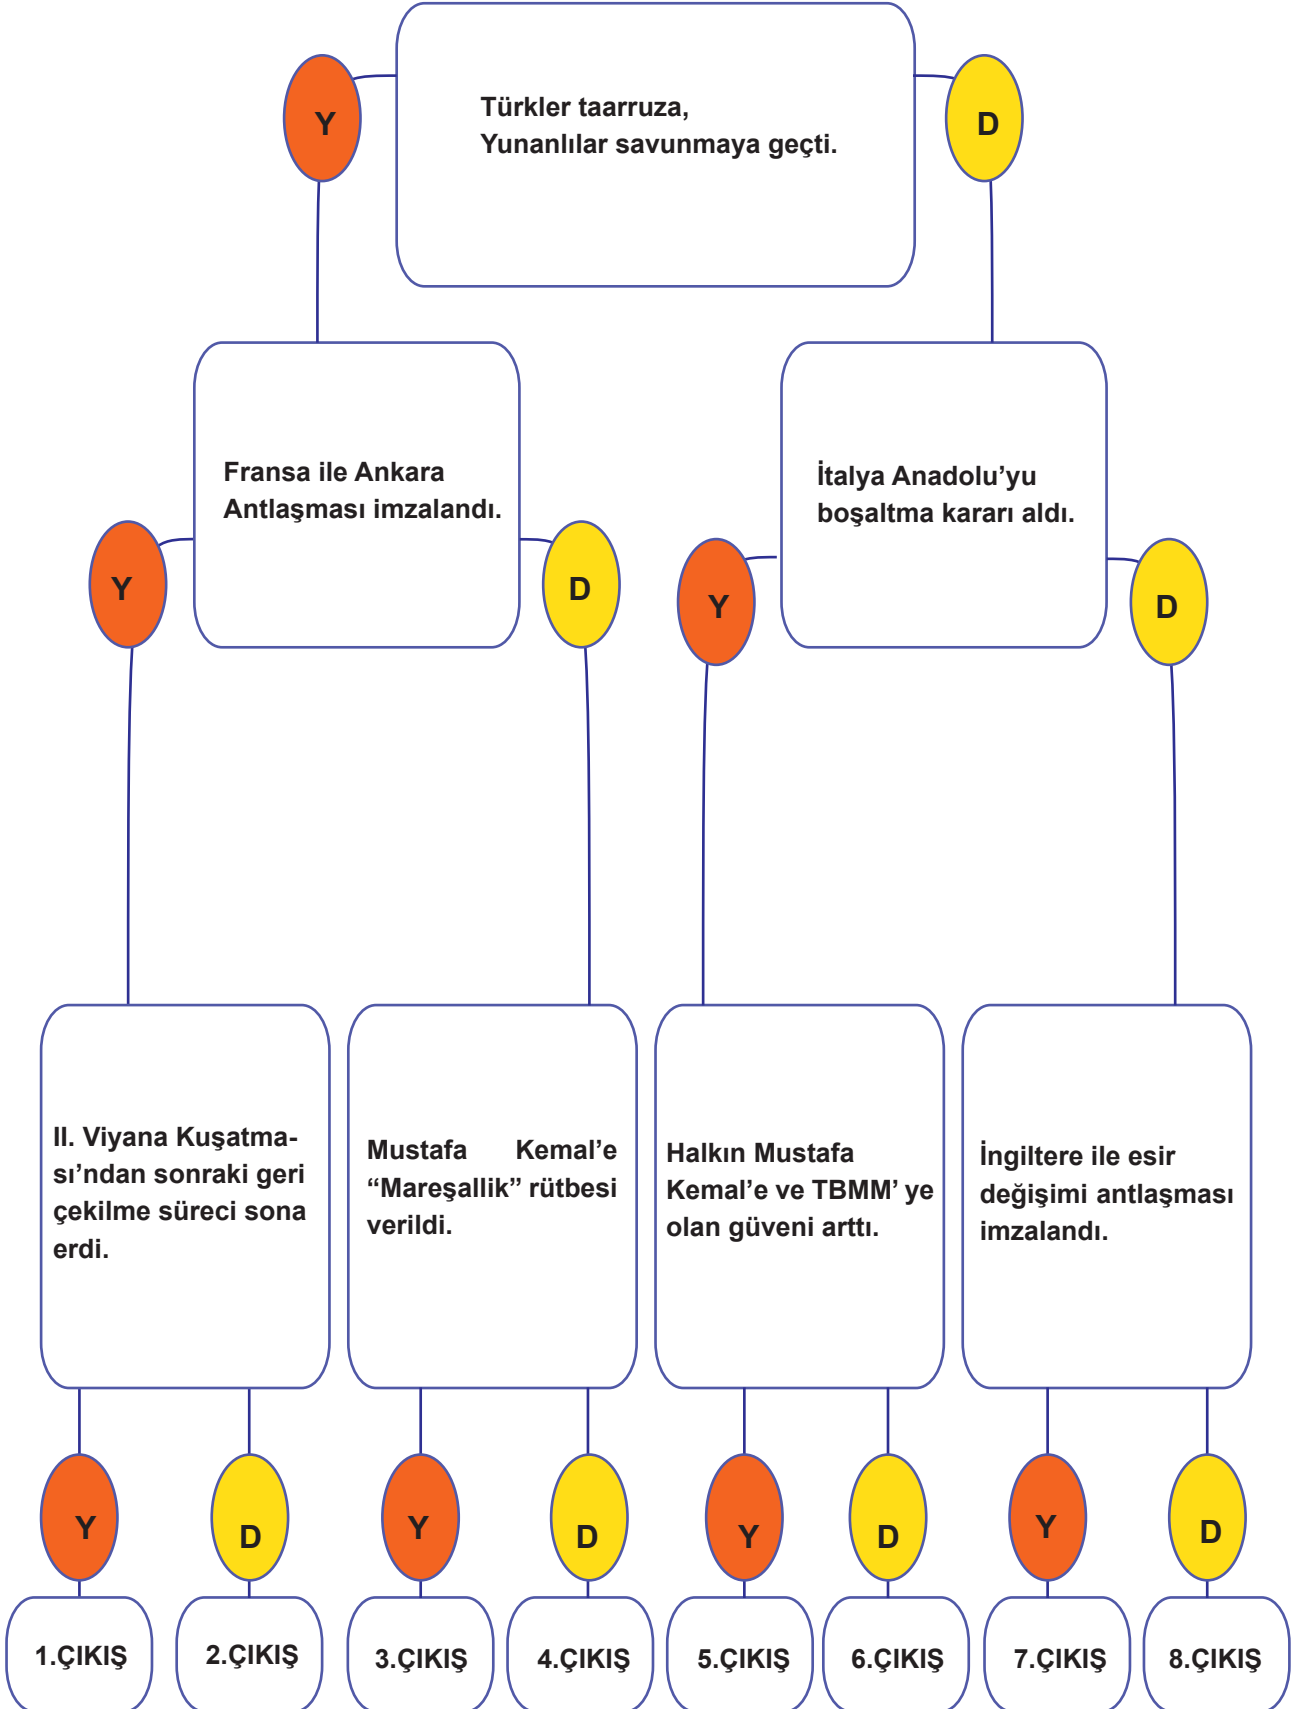 Türkler taarruza,
Yunanlılar savunmaya geçti.
Y
D
Fransa ile Ankara
Antlaşması imzalandı.
İtalya Anadolu’yu
boşaltma kararı aldı.
Y
D
Y
D
II. Viyana Kuşatma-
sı’ndan sonraki geri
çekilme süreci sona
erdi.
Mustafa Kemal’e
“Mareşallik” rütbesi
verildi.
Halkın Mustafa
Kemal’e ve TBMM’ ye
olan güveni arttı.
İngiltere ile esir
değişimi antlaşması
imzalandı.
Y
D
Y
D
Y
D
Y
D
1.ÇIKIŞ
2.ÇIKIŞ
3.ÇIKIŞ
4.ÇIKIŞ
5.ÇIKIŞ
6.ÇIKIŞ
7.ÇIKIŞ
8.ÇIKIŞ